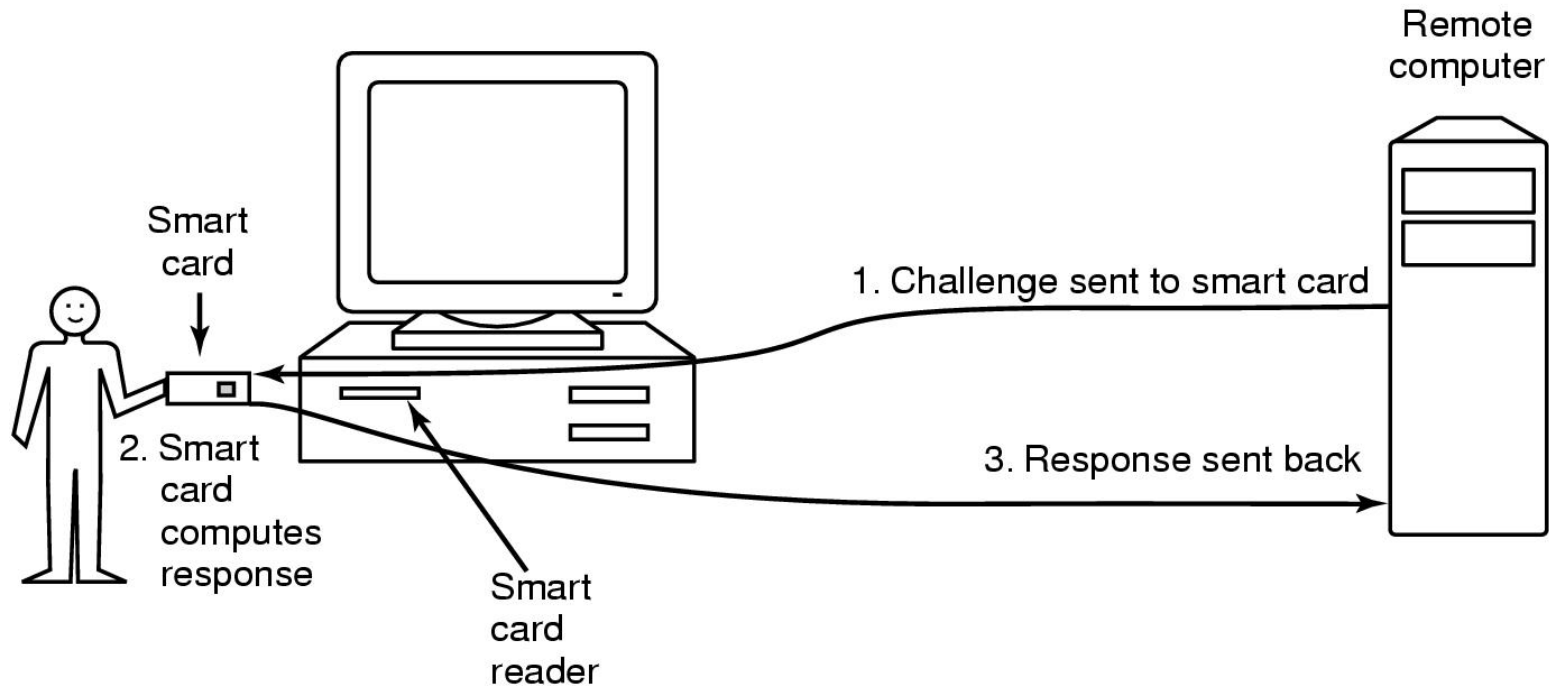 Remote
computer
Smart
card
1. Challenge sent to smart card
2. Smart
card
computes
response
3. Response sent back
Smart
card
reader